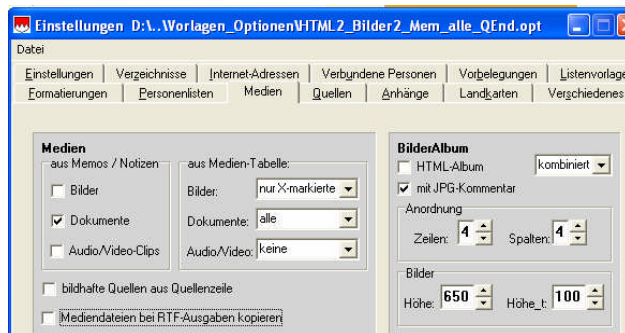 Einstellungen D:\..\Vorlagen_Optionen\HTML2_Bilder2_Mem_alle_QEnd.opt
Datei
Einstellungen Verzeichnisse Internet-Adressen Verbundene Personen Vorbelegungen Listenvorlage
Formatierungen Personenlisten Medien Quellen Anhänge Landkarten Verschiedenes
Medien
aus Memos / Notizen
Bilder
Dokumente
Audio/Video-Clips
aus Medien-Tabelle:
Bilder: nur X-markierte
Dokumente: alle
Audio/Video: keine
bildhafte Quellen aus Quellenzeile
Mediendateien bei RTF-Ausgaben kopieren
BilderAlbum
HTML-Album kombiniert
mit JPG-Kommentar
Anordnung
Zeilen: 4 Spalten: 4
Bilder
Höhe: 650 Höhe_t: 100